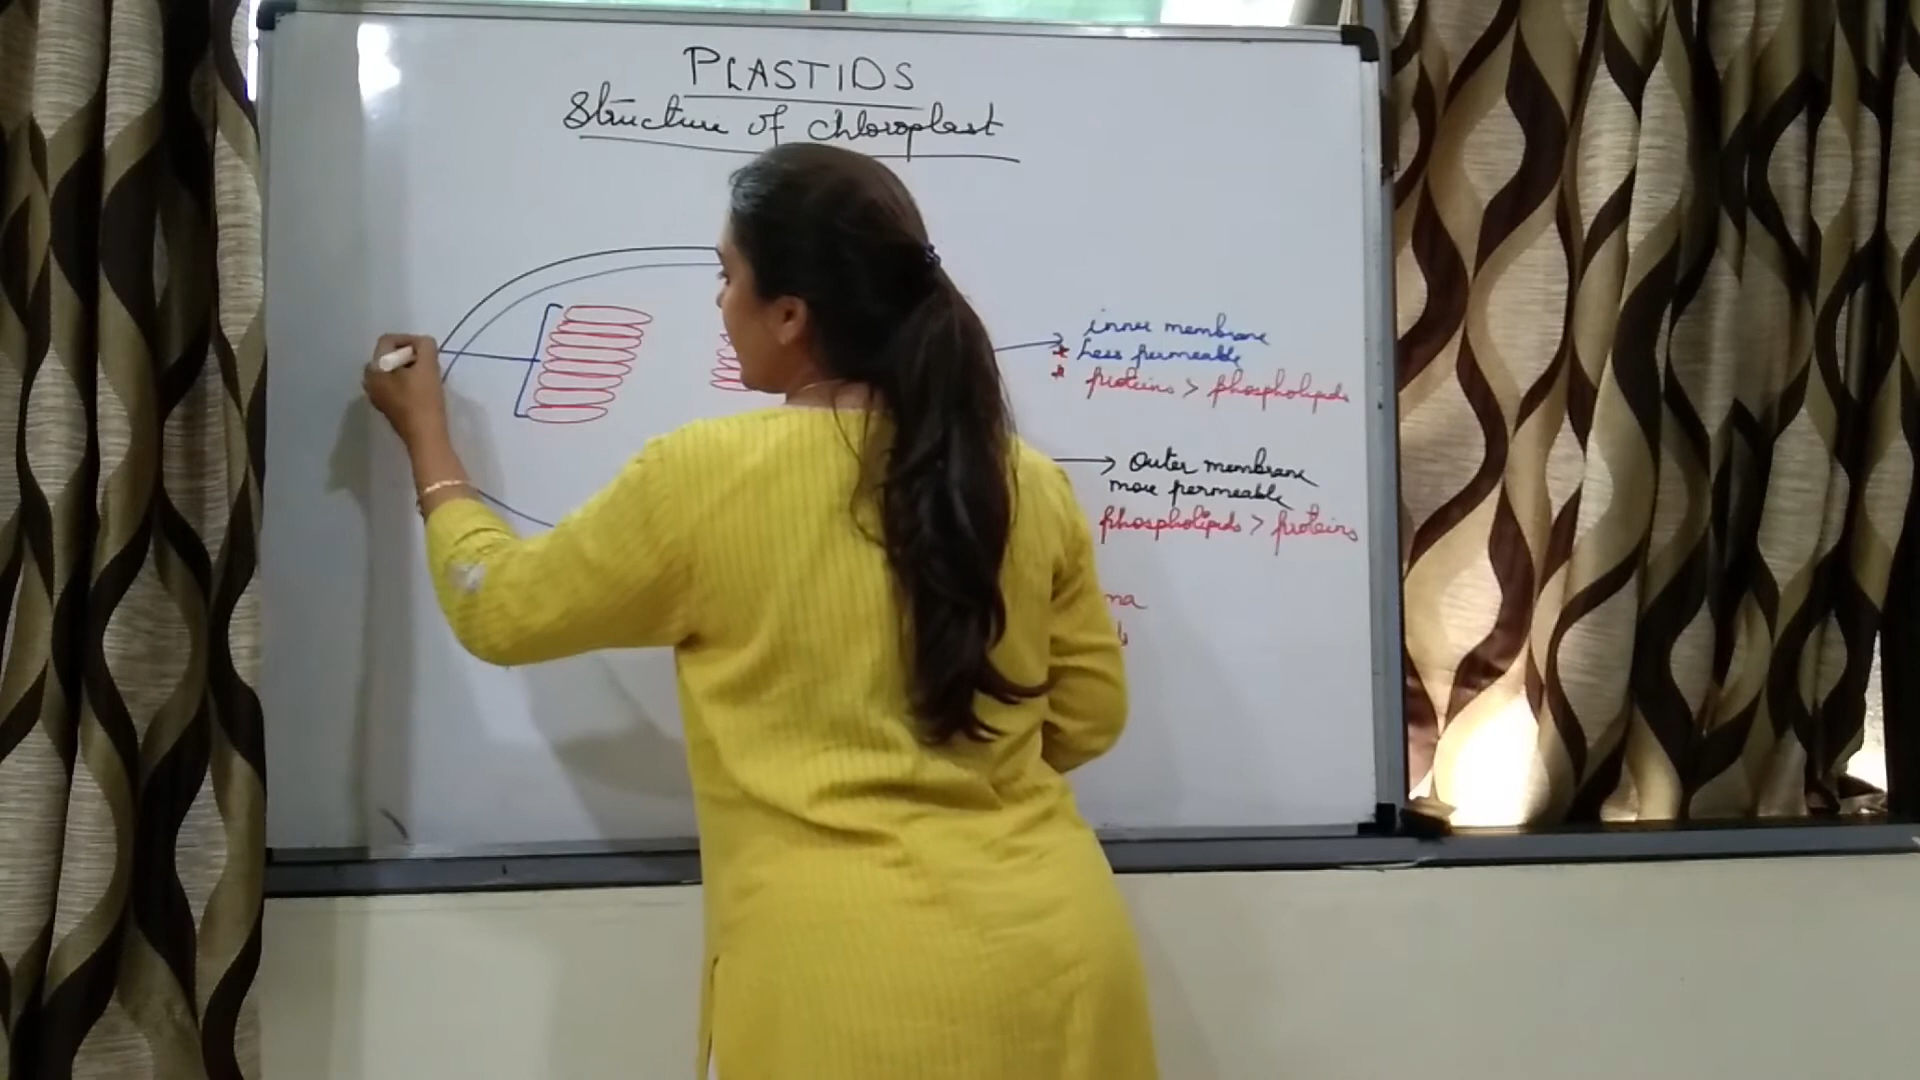 PLASTIDS
Structure of chloroplast
inner membrane
* Less permeable
* proteins > phospholipids
Outer membrane
more permeable
phospholipids > proteins